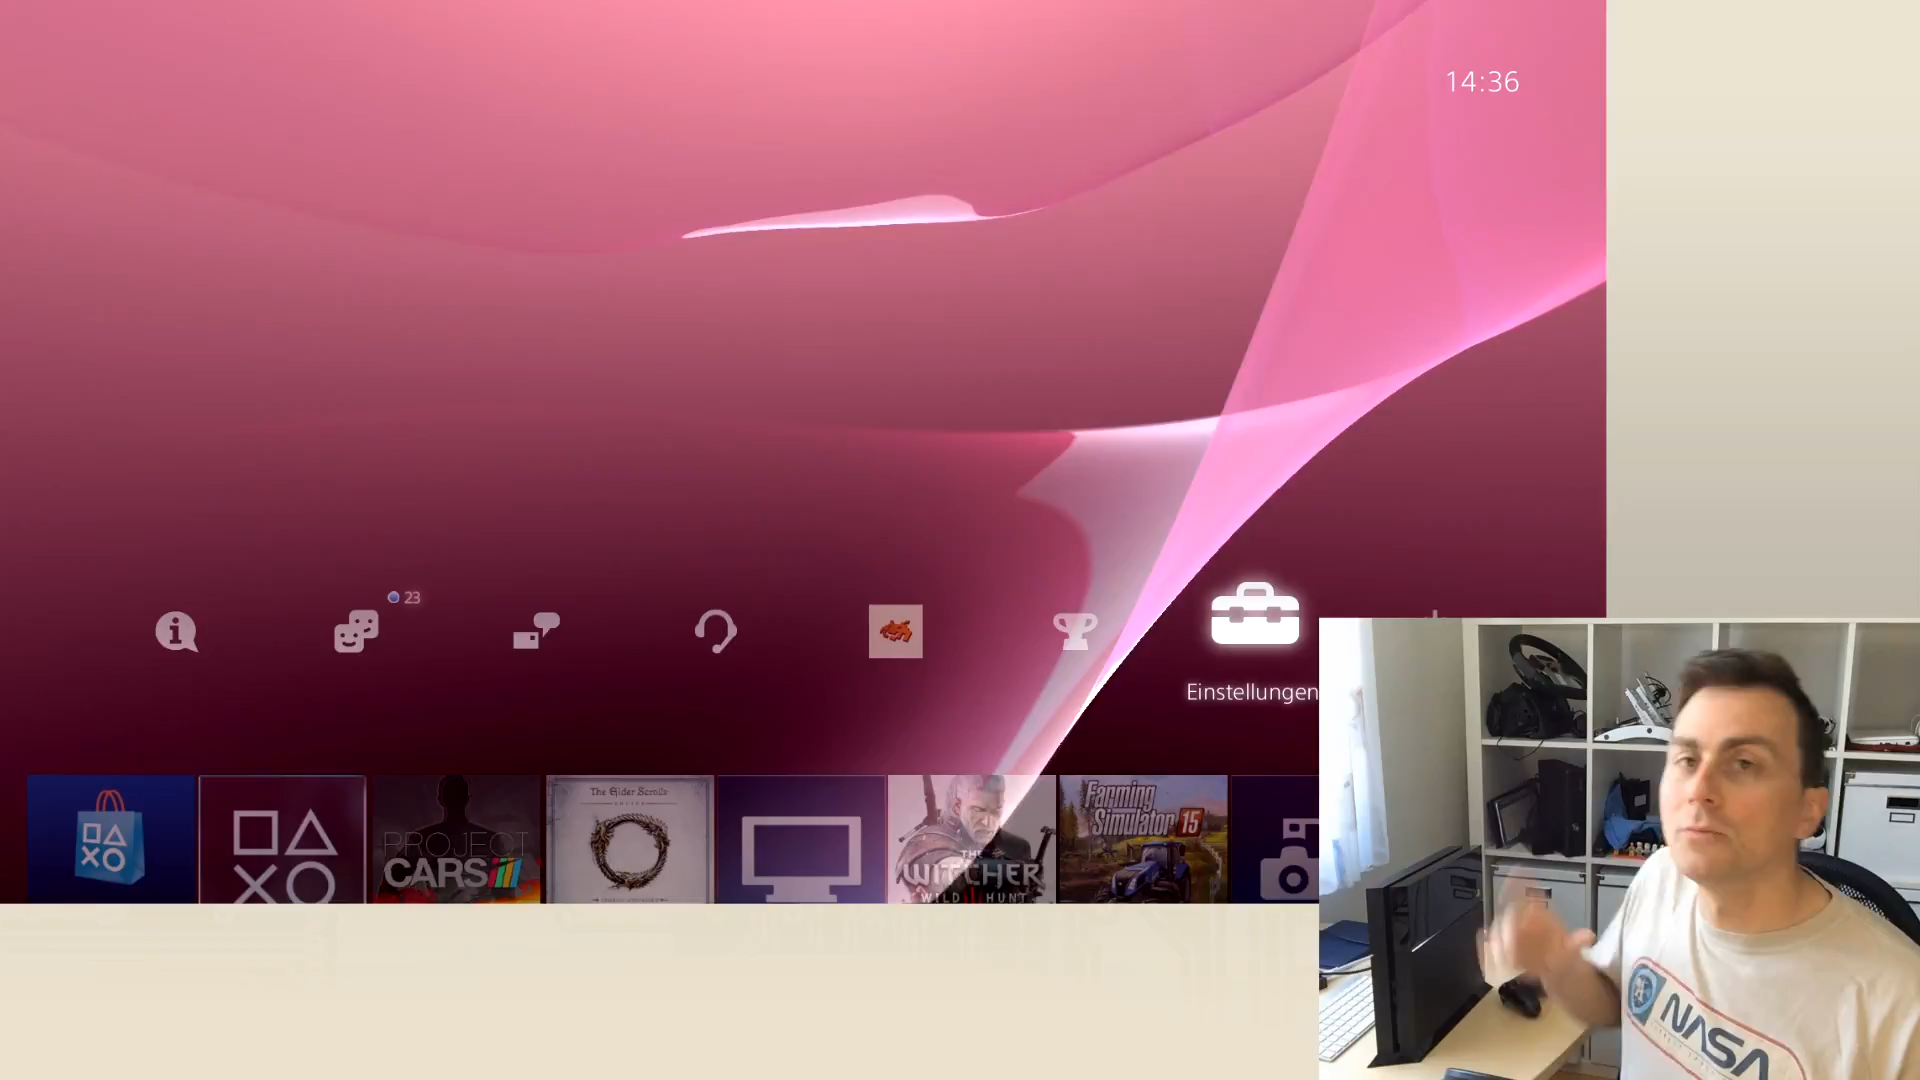 14:36
23
Einstellungen
The Elder Scrolls
PROJECT
CARS
THE
WITCHER
WILD HUNT
Farming
Simulator 15
NASA